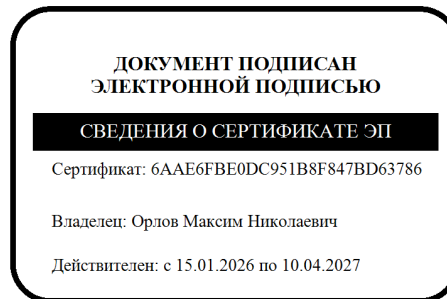 ДОКУМЕНТ ПОДПИСАН
ЭЛЕКТРОННОЙ ПОДПИСЬЮ
СВЕДЕНИЯ О СЕРТИФИКАТЕ ЭП
Сертификат: 6AAE6FBE0DC951B8F847BD63786
Владелец: Орлов Максим Николаевич
Действителен: с 15.01.2026 по 10.04.2027